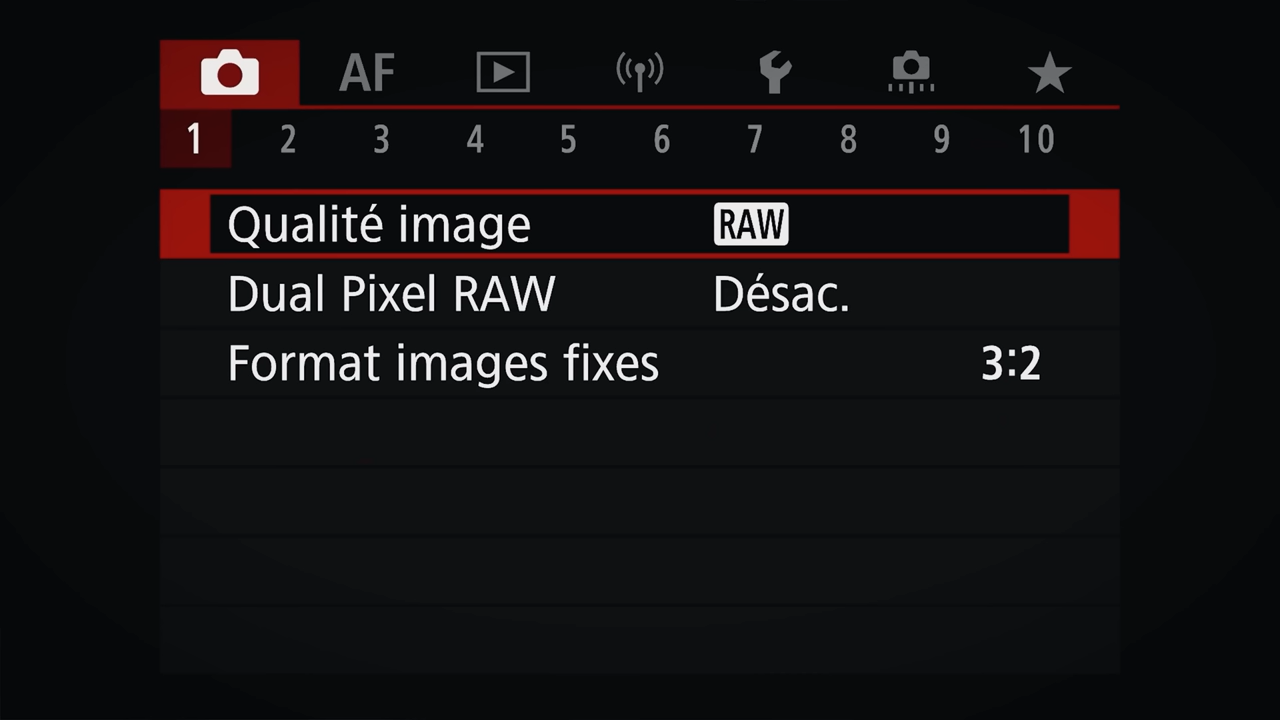 AF
1 2 3 4 5 6 7 8 9 10
Qualité image RAW
Dual Pixel RAW Désac.
Format images fixes 3:2